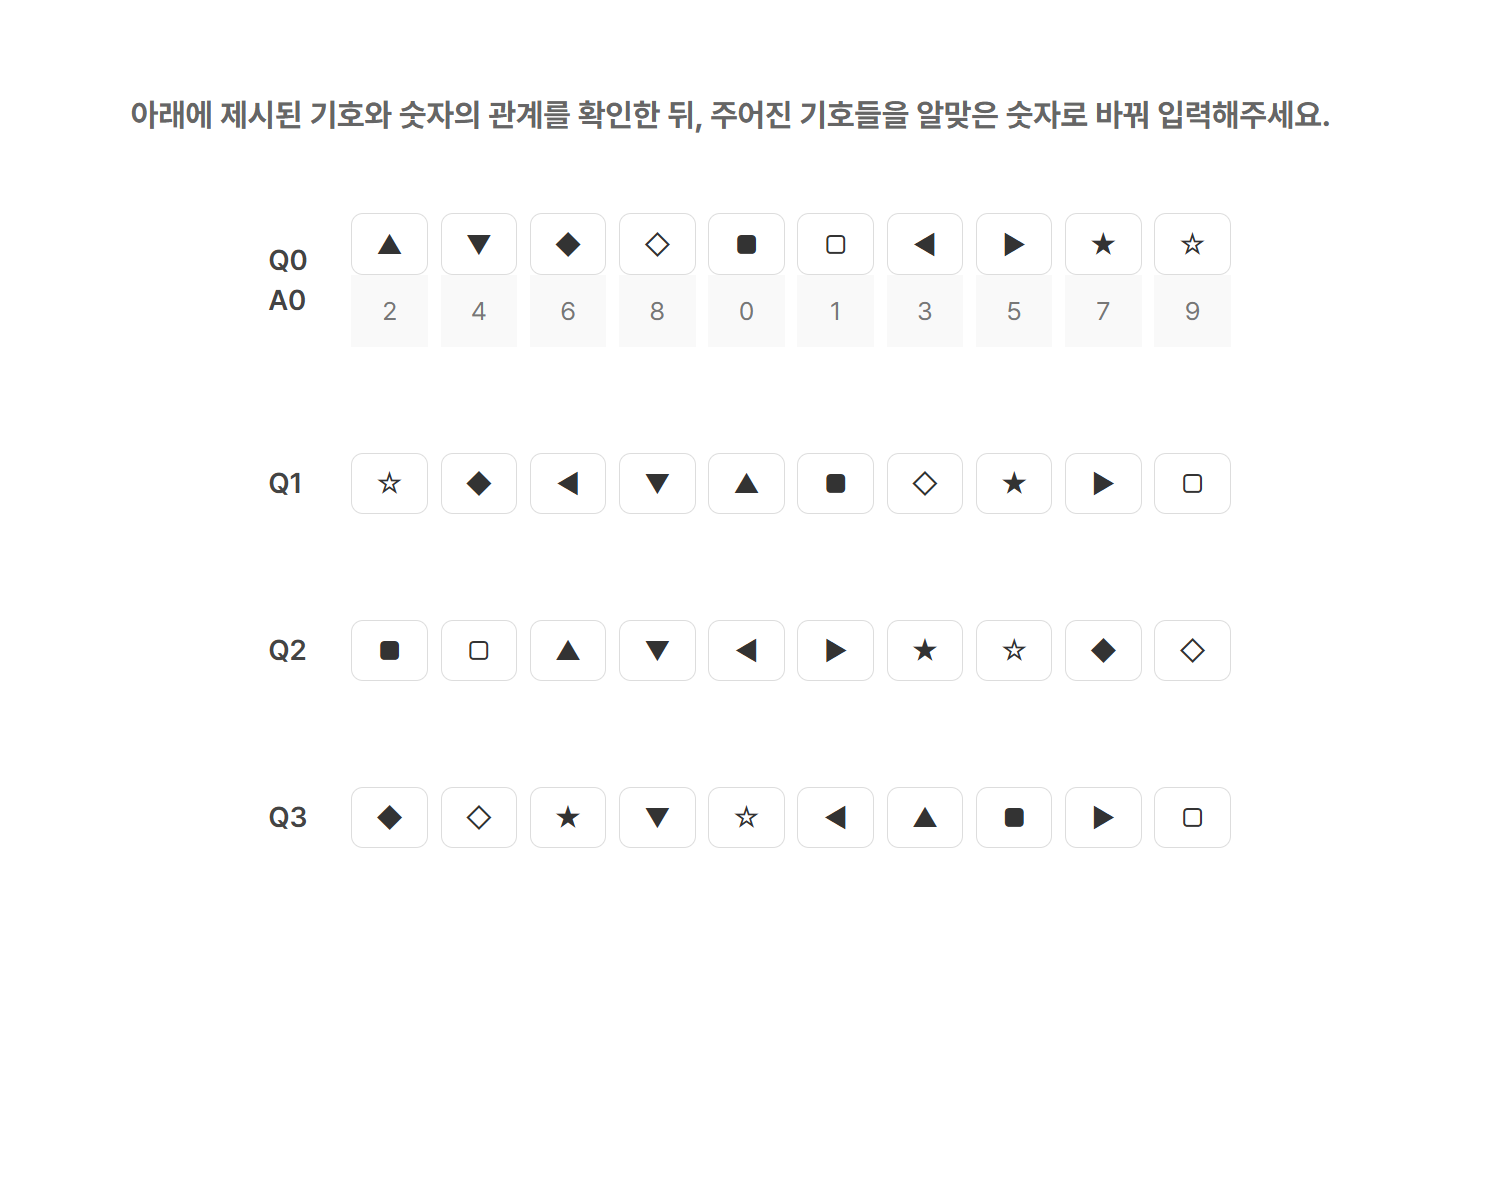 아래에 제시된 기호와 숫자의 관계를 확인한 뒤, 주어진 기호들을 알맞은 숫자로 바꿔 입력해주세요.
Q0 ▲ ▼ ◆ ◇ ■ □ ◀ ▶ ★ ☆
A0 2 4 6 8 0 1 3 5 7 9
Q1 ☆ ◆ ◀ ▼ ▲ ■ ◇ ★ ▶ □
Q2 ■ □ ▲ ▼ ◀ ▶ ★ ☆ ◆ ◇
Q3 ◆ ◇ ★ ▼ ☆ ◀ ▲ ■ ▶ □